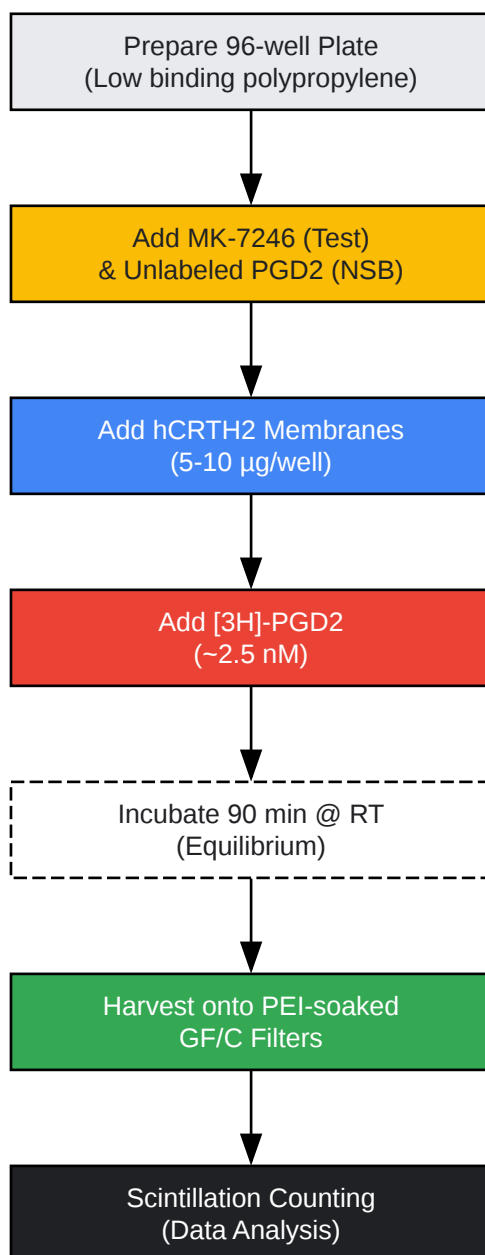 Prepare 96-well Plate
(Low binding polypropylene)
Add MK-7246 (Test)
& Unlabeled PGD2 (NSB)
Add hCRTH2 Membranes
(5-10 µg/well)
Add [3H]-PGD2
(~2.5 nM)
Incubate 90 min @ RT
(Equilibrium)
Harvest onto PEI-soaked
GF/C Filters
Scintillation Counting
(Data Analysis)